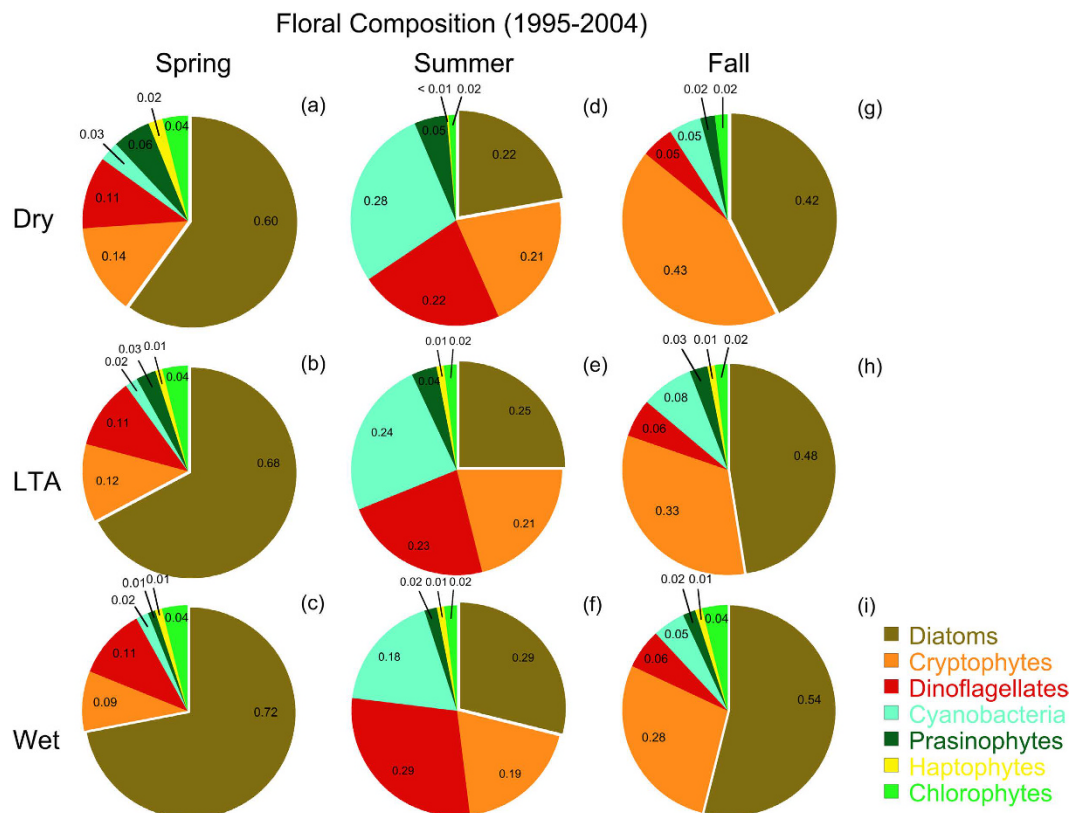 Floral Composition (1995-2004)
Spring Summer Fall
Dry
0.02
0.03 0.06 0.04
0.11
0.14
0.60
(a)
< 0.01 0.02
0.05
0.22
0.28
0.21
0.22
(d)
0.02 0.02
0.05
0.05
0.42
0.43
(g)
LTA
0.03 0.01
0.02 0.04
0.11
0.12
0.68
(b)
0.01 0.02
0.04
0.25
0.24
0.21
0.23
(e)
0.03 0.01 0.02
0.08
0.06
0.48
0.33
(h)
Wet
0.01 0.01
0.02 0.04
0.11
0.09
0.72
(c)
0.02 0.01 0.02
0.18
0.29
0.29
0.19
(f)
0.02 0.01
0.04
0.05
0.06
0.54
0.28
(i)
Diatoms
Cryptophytes
Dinoflagellates
Cyanobacteria
Prasinophytes
Haptophytes
Chlorophytes